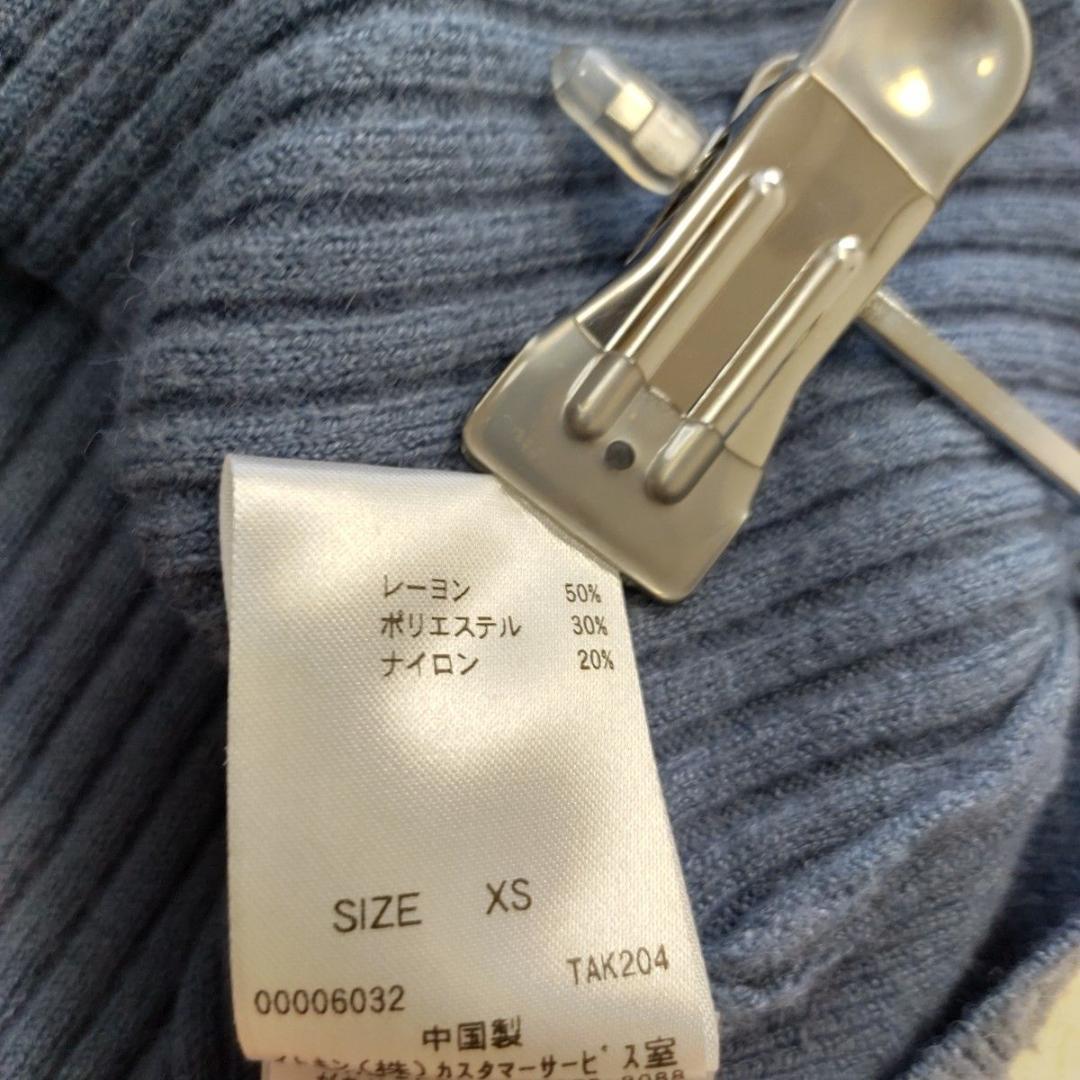 レーヨン 50%
ポリエステル 30%
ナイロン 20%
SIZE XS
TAK204
00006032
中国製
(株)カスタマーサービス室